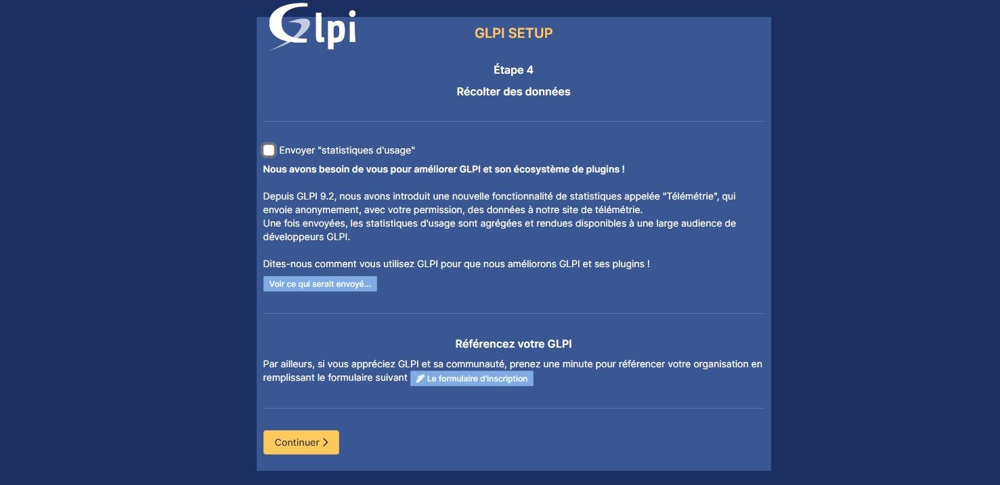 Glpi
GLPI SETUP
Étape 4
Récolter des données
Envoyer "statistiques d'usage"
Nous avons besoin de vous pour améliorer GLPI et son écosystème de plugins !
Depuis GLPI 9.2, nous avons introduit une nouvelle fonctionnalité de statistiques appelée "Télémétrie", qui
envoie anonymement, avec votre permission, des données à notre site de télémétrie.
Une fois envoyées, les statistiques d'usage sont agrégées et rendues disponibles à une large audience de
développeurs GLPI.
Dites-nous comment vous utilisez GLPI pour que nous améliorons GLPI et ses plugins !
Voir ce qui serait envoyé...
Référencez votre GLPI
Par ailleurs, si vous appréciez GLPI et sa communauté, prenez une minute pour référencer votre organisation en
remplissant le formulaire suivant Le formulaire d'inscription
Continuer